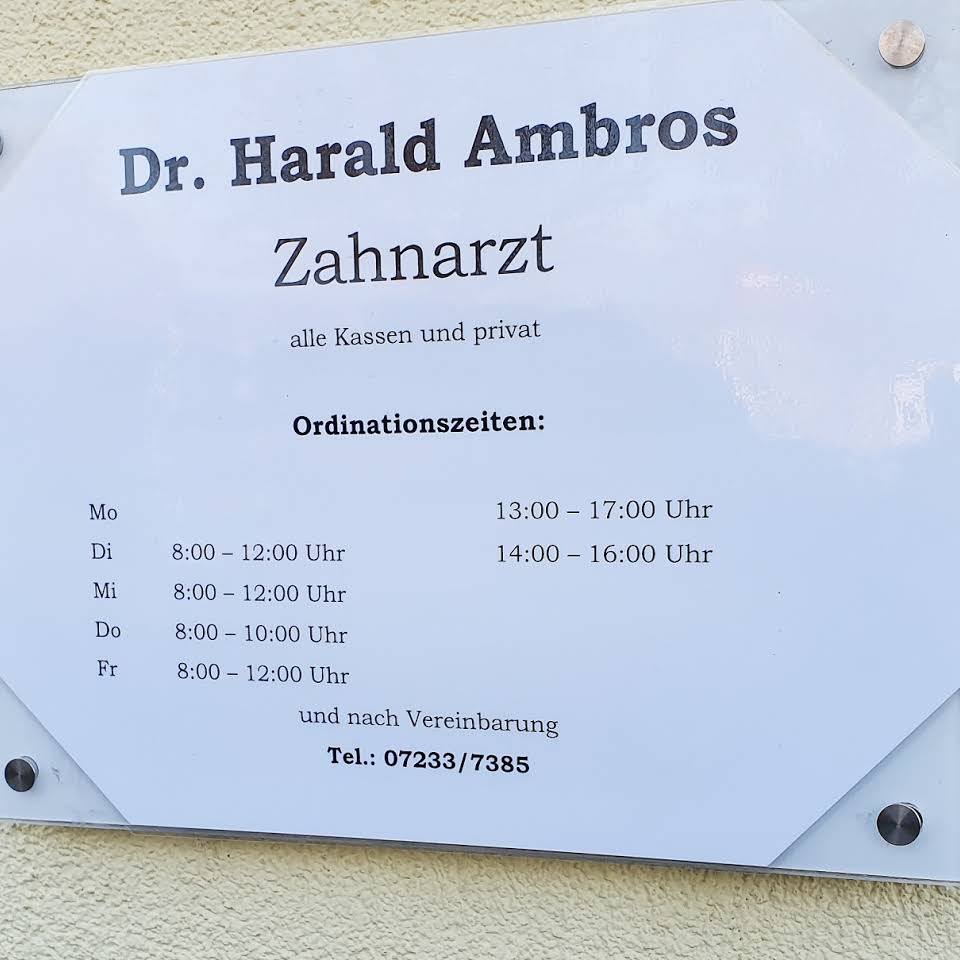 Dr. Harald Ambros
Zahnarzt
alle Kassen und privat
Ordinationszeiten:
Mo 13:00 – 17:00 Uhr
Di 8:00 – 12:00 Uhr 14:00 – 16:00 Uhr
Mi 8:00 – 12:00 Uhr
Do 8:00 – 10:00 Uhr
Fr 8:00 – 12:00 Uhr
und nach Vereinbarung
Tel.: 07233/7385